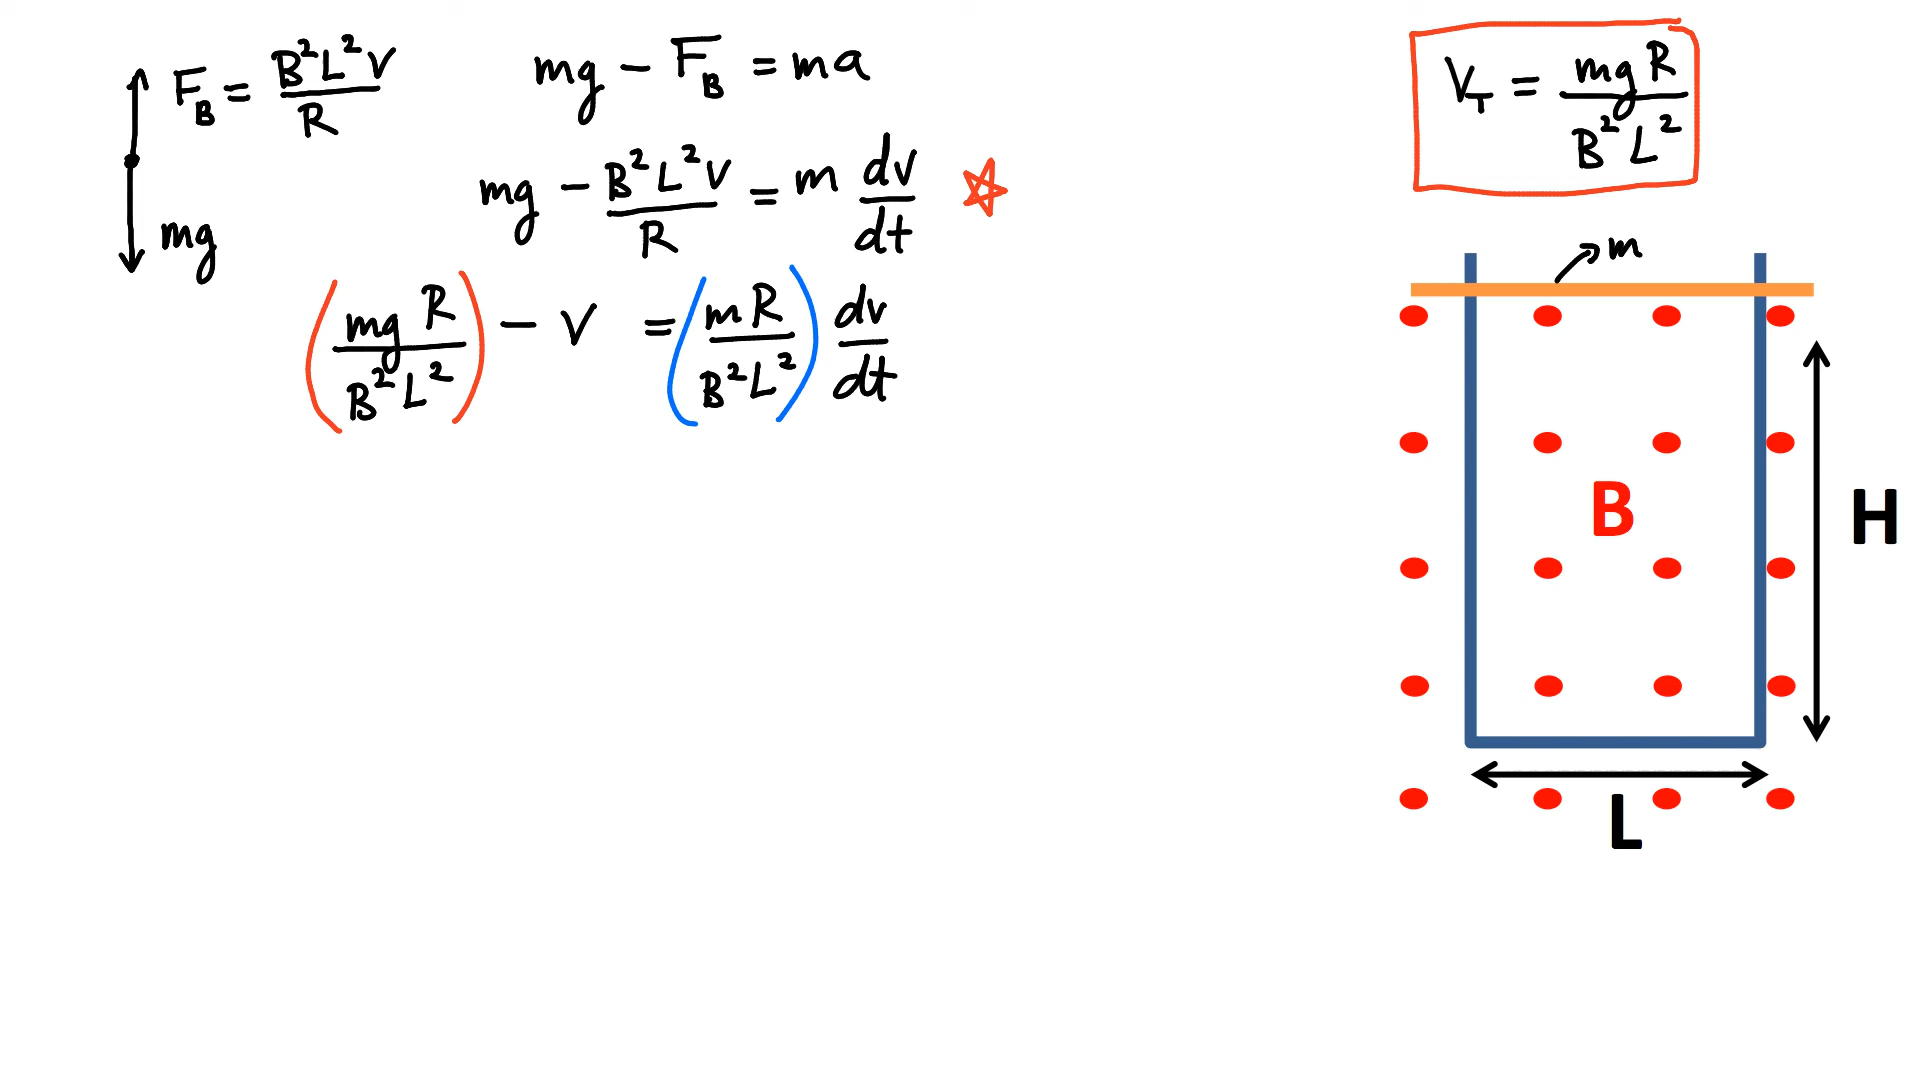 F_B = B²L²V / R
mg - F_B = ma
V_T = mgR / B²L²
mg - B²L²V / R = m dv/dt
mg
m
(mgR / B²L²) - V = (mR / B²L²) dv/dt
B
H
L